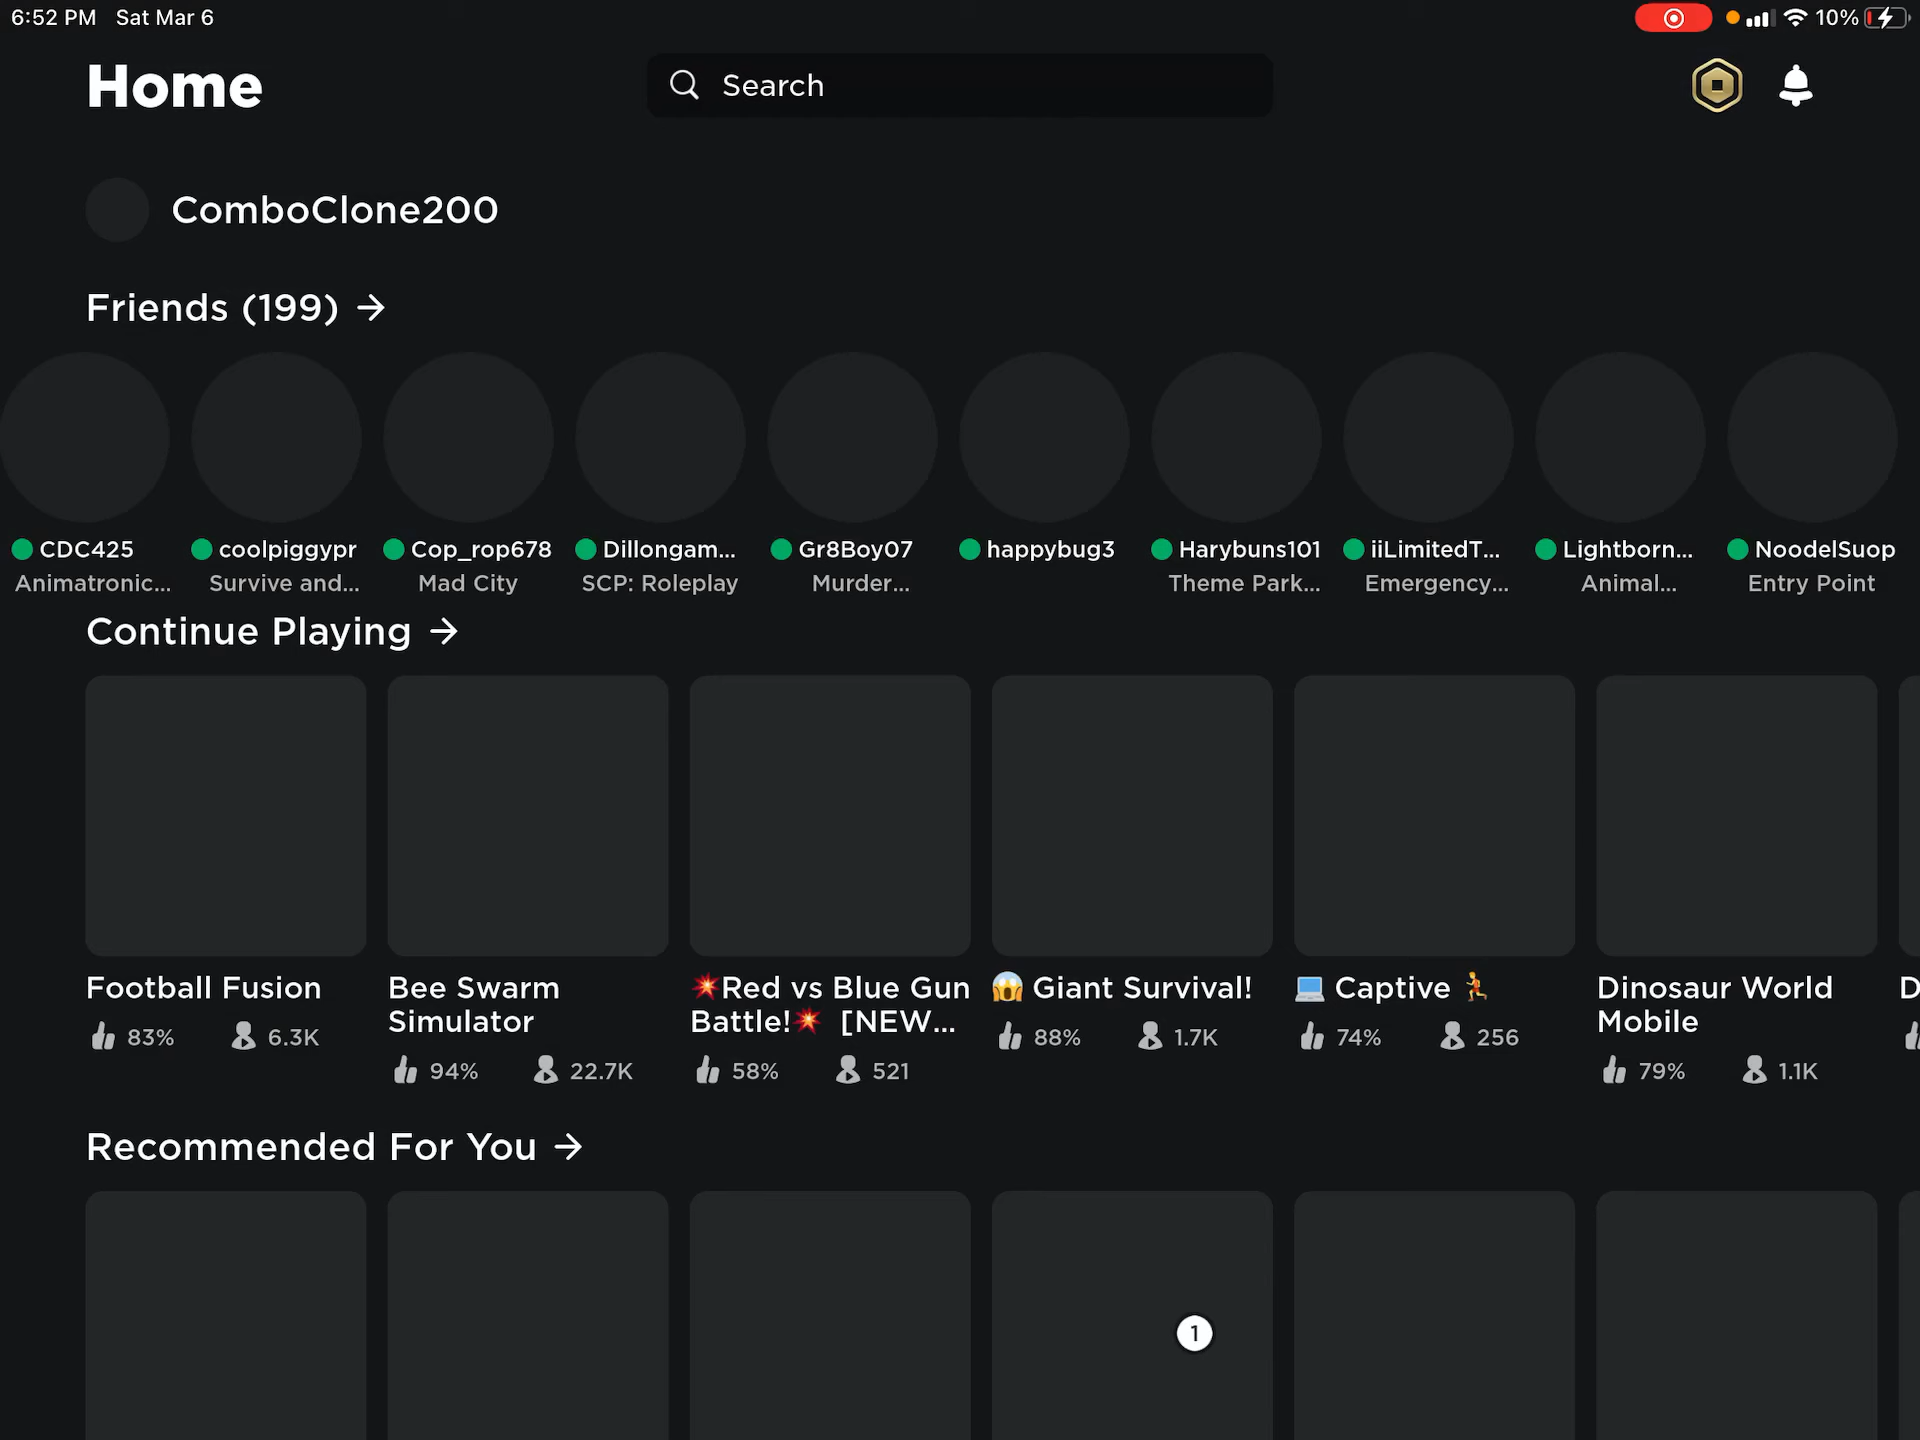 6:52 PM Sat Mar 6
10%
Home
Search
ComboClone200
Friends (199) →
CDC425
Animatronic...
coolpiggypr
Survive and...
Cop_rop678
Mad City
Dillongam...
SCP: Roleplay
Gr8Boy07
Murder...
happybug3
Harybuns101
Theme Park...
iiLimitedT...
Emergency...
Lightborn...
Animal...
NoodelSuop
Entry Point
Continue Playing →
Football Fusion
83% 6.3K
Bee Swarm
Simulator
94% 22.7K
💥Red vs Blue Gun
Battle!💥 [NEW...
58% 521
😱 Giant Survival!
88% 1.7K
💻 Captive 🏃
74% 256
Dinosaur World
Mobile
79% 1.1K
D
Recommended For You →
1